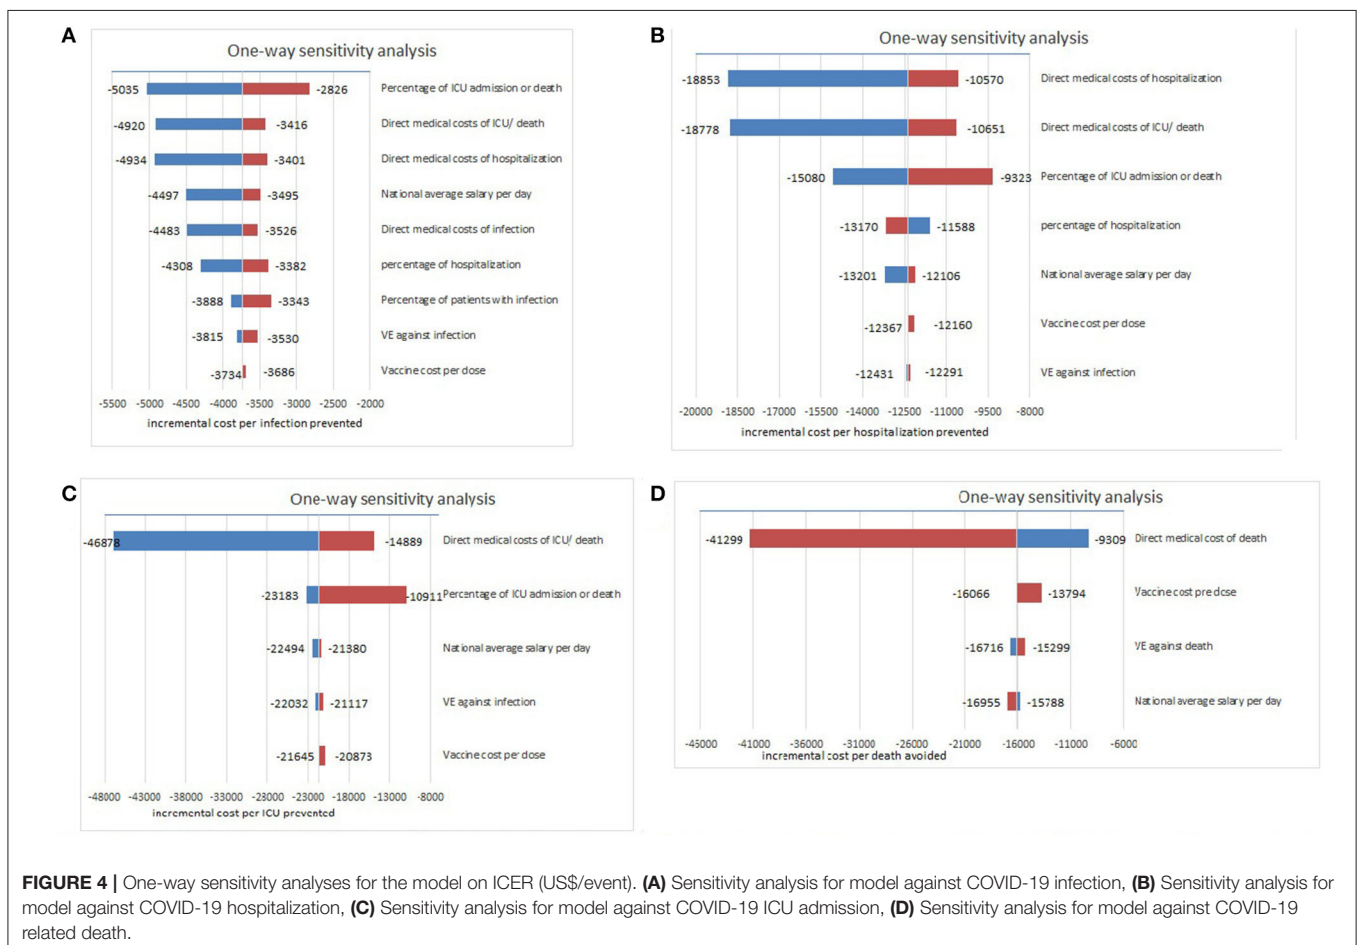 A
One-way sensitivity analysis
-5035 -2826 Percentage of ICU admission or death
-4920 -3416 Direct medical costs of ICU/ death
-4934 -3401 Direct medical costs of hospitalization
-4497 -3495 National average salary per day
-4483 -3526 Direct medical costs of infection
-4308 -3382 percentage of hospitalization
-3888 -3343 Percentage of patients with infection
-3815 -3530 VE against infection
-3734 -3686 Vaccine cost per dose
-5500 -5000 -4500 -4000 -3500 -3000 -2500 -2000
incremental cost per infection prevented
B
One-way sensitivity analysis
-18853 -10570 Direct medical costs of hospitalization
-18778 -10651 Direct medical costs of ICU/ death
-15080 -9323 Percentage of ICU admission or death
-13170 -11588 percentage of hospitalization
-13201 -12106 National average salary per day
-12367 -12160 Vaccine cost per dose
-12431 -12291 VE against infection
-20000 -18500 -17000 -15500 -14000 -12500 -11000 -9500 -8000
incremental cost per hospitalization prevented
C
One-way sensitivity analysis
-46878 -14889 Direct medical costs of ICU/ death
-23183 -10911 Percentage of ICU admission or death
-22494 -21380 National average salary per day
-22032 -21117 VE against infection
-21645 -20873 Vaccine cost per dose
-48000 -43000 -38000 -33000 -28000 -23000 -18000 -13000 -8000
incremental cost per ICU prevented
D
One-way sensitivity analysis
-41299 -9309 Direct medical cost of death
-16066 -13794 Vaccine cost pre dose
-16716 -15299 VE against death
-16955 -15788 National average salary per day
-45000 -41000 -36000 -31000 -26000 -21000 -16000 -11000 -6000
incremental cost per death avoided
FIGURE 4 | One-way sensitivity analyses for the model on ICER (US$/event). (A) Sensitivity analysis for model against COVID-19 infection, (B) Sensitivity analysis for
model against COVID-19 hospitalization, (C) Sensitivity analysis for model against COVID-19 ICU admission, (D) Sensitivity analysis for model against COVID-19
related death.